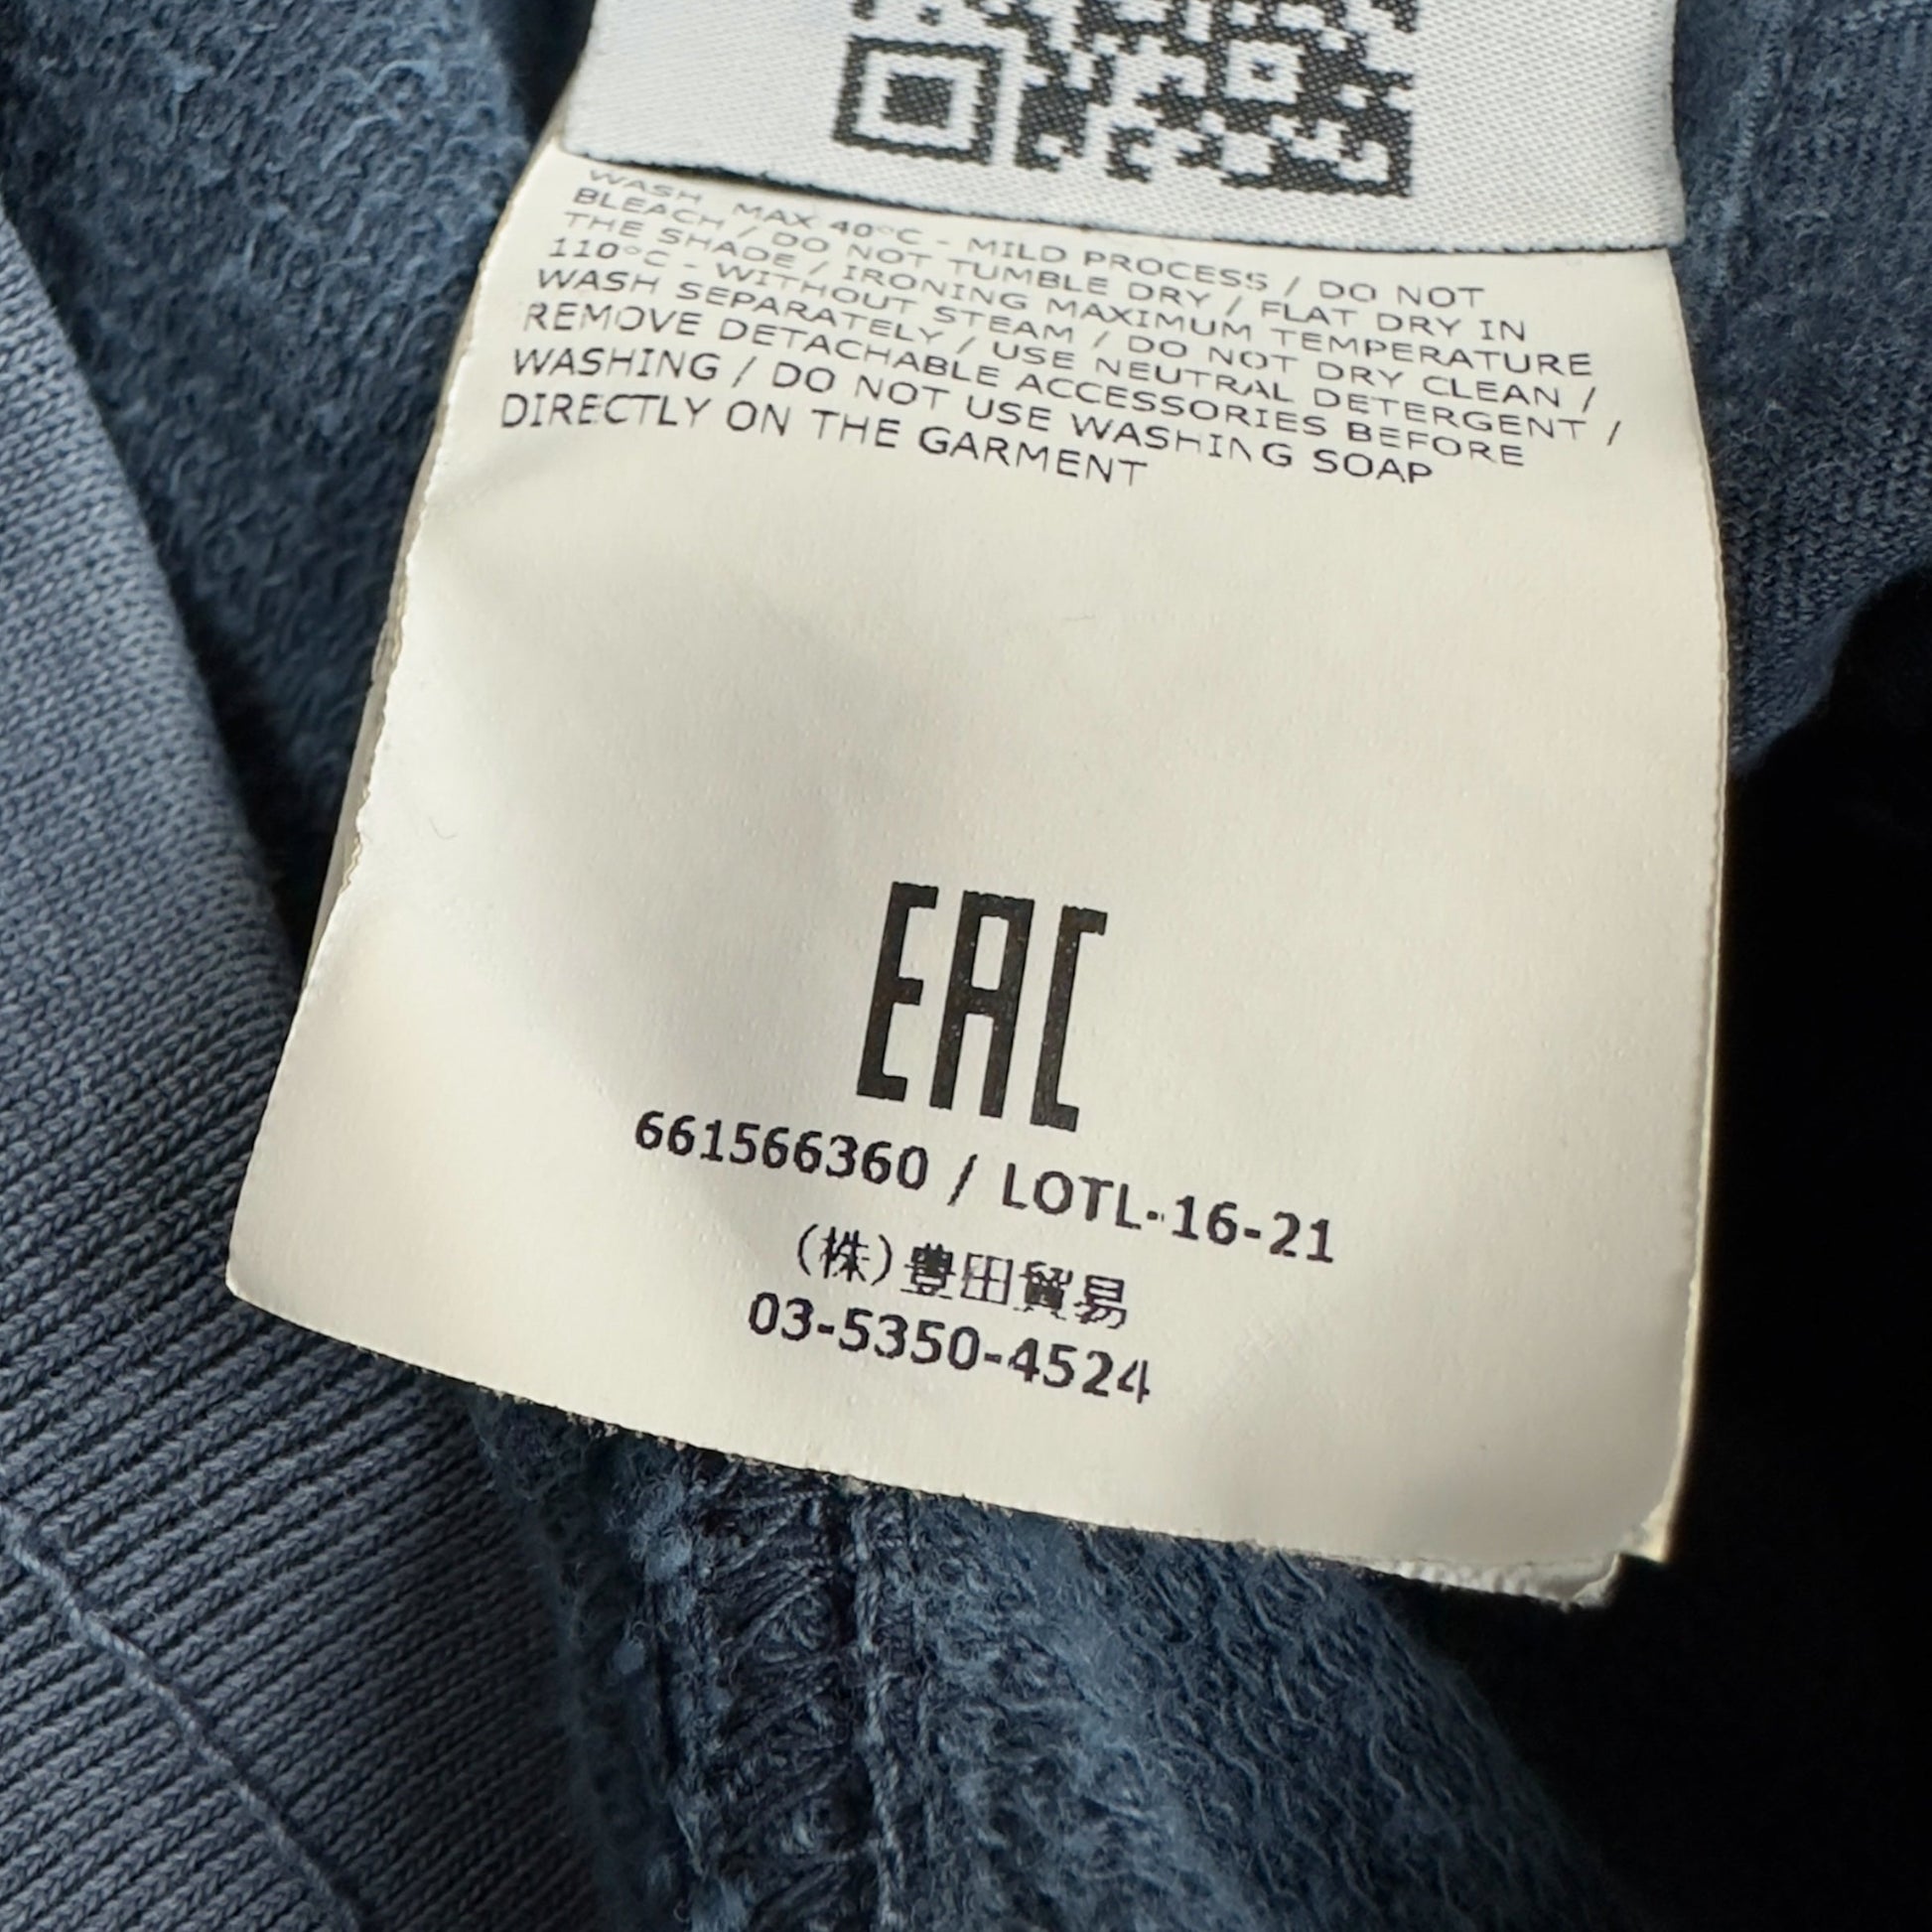 WASH MAX 40°C - MILD PROCESS / DO NOT
BLEACH / DO NOT TUMBLE DRY / FLAT DRY IN
THE SHADE / IRONING MAXIMUM TEMPERATURE
110°C - WITHOUT STEAM / DO NOT DRY CLEAN /
WASH SEPARATELY / USE NEUTRAL DETERGENT /
REMOVE DETACHABLE ACCESSORIES BEFORE
WASHING / DO NOT USE WASHING SOAP
DIRECTLY ON THE GARMENT
EAC
661566360 / LOTL-16-21
(株)豊田貿易
03-5350-4524